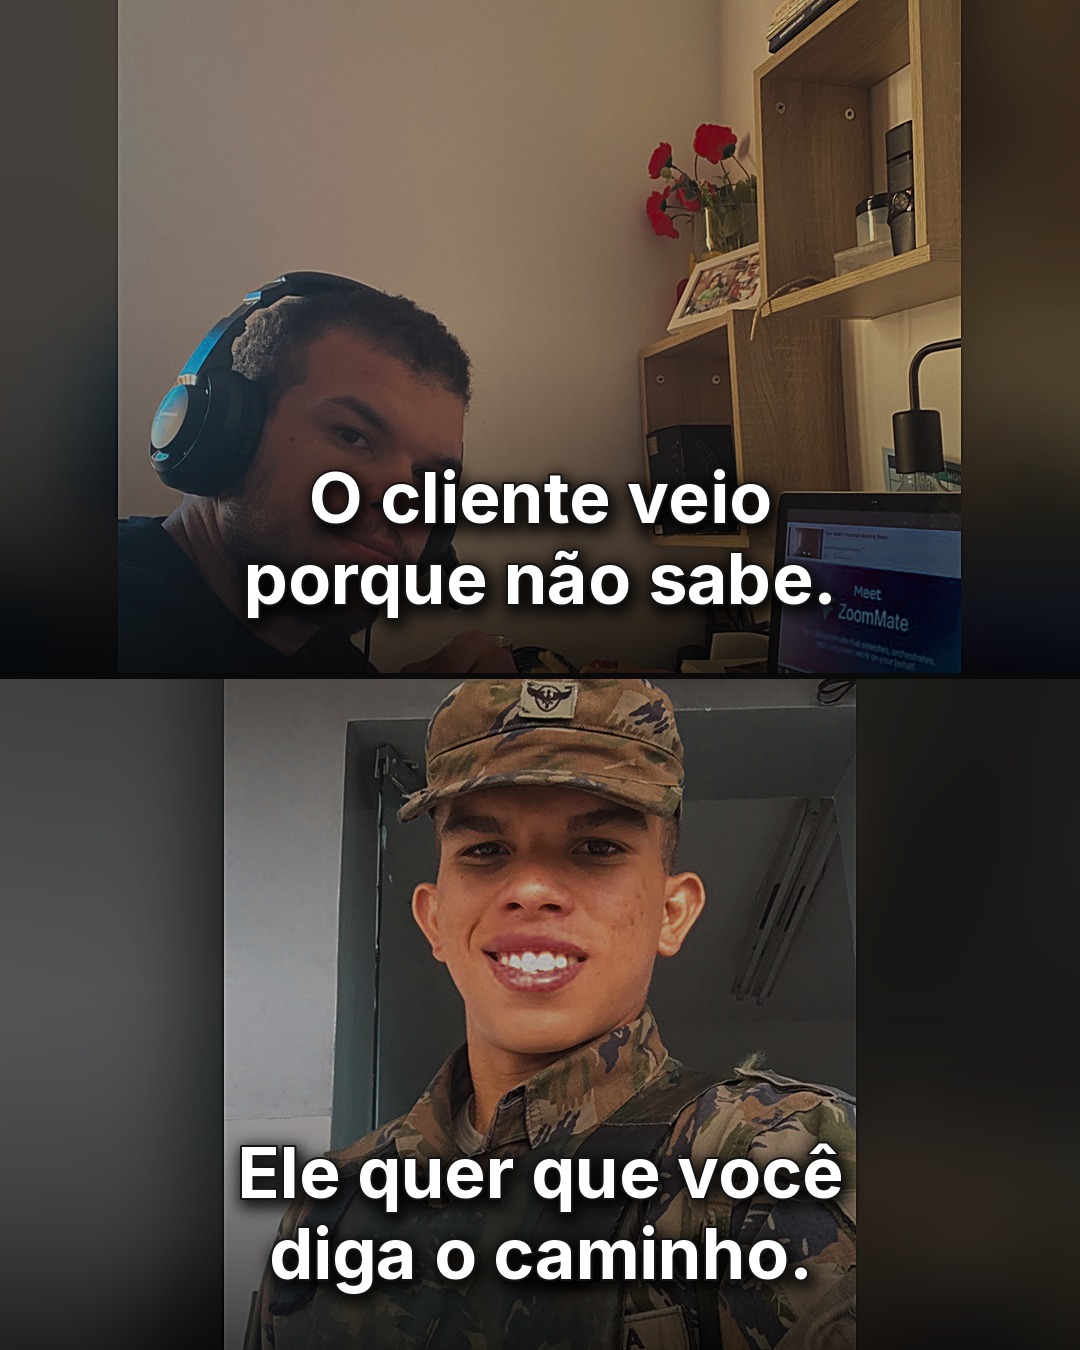 O cliente veio
porque não sabe.
Meet
ZoomMate
Ele quer que você
diga o caminho.
A